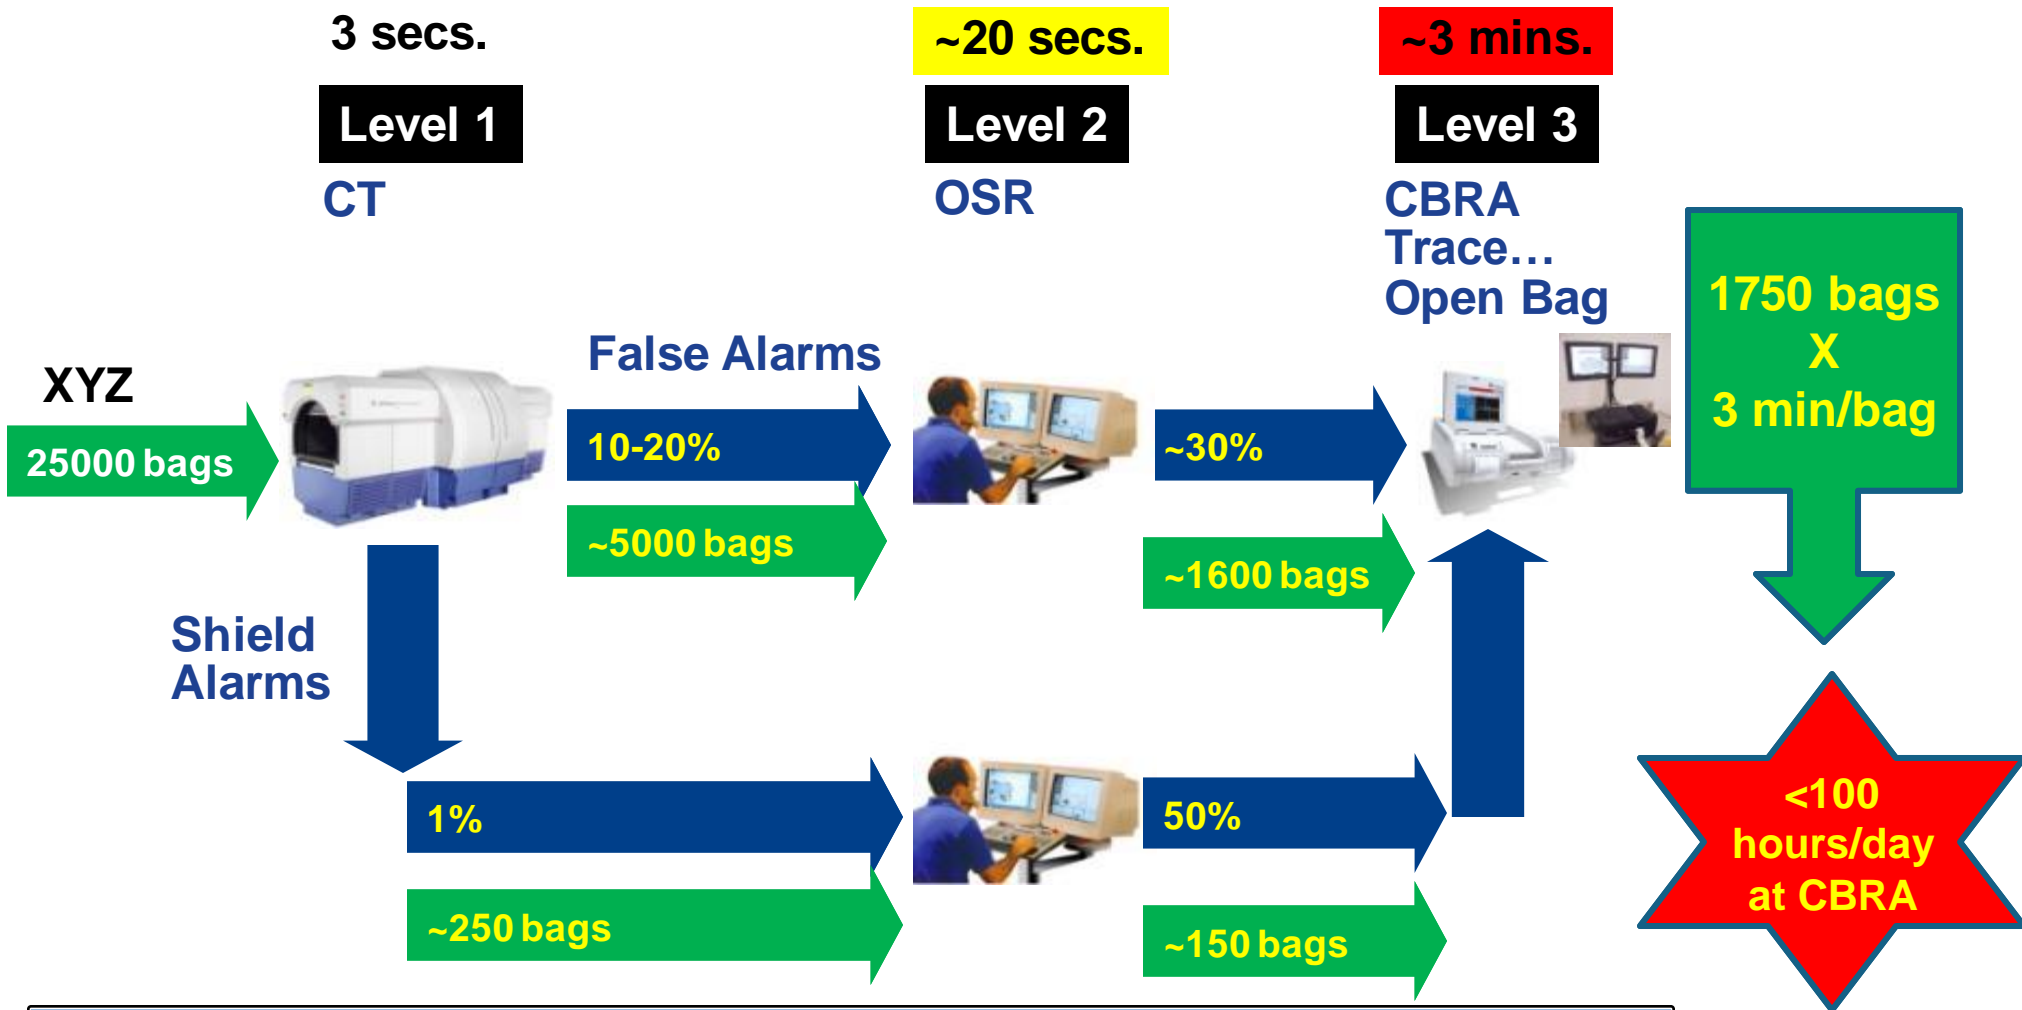 3 secs.
~20 secs.
~3 mins.
Level 1
Level 2
Level 3
CT
OSR
CBRA
Trace…
Open Bag
1750 bags
X
3 min/bag
False Alarms
XYZ
25000 bags
10-20%
~30%
~5000 bags
~1600 bags
Shield
Alarms
1%
50%
~250 bags
~150 bags
<100
hours/day
at CBRA